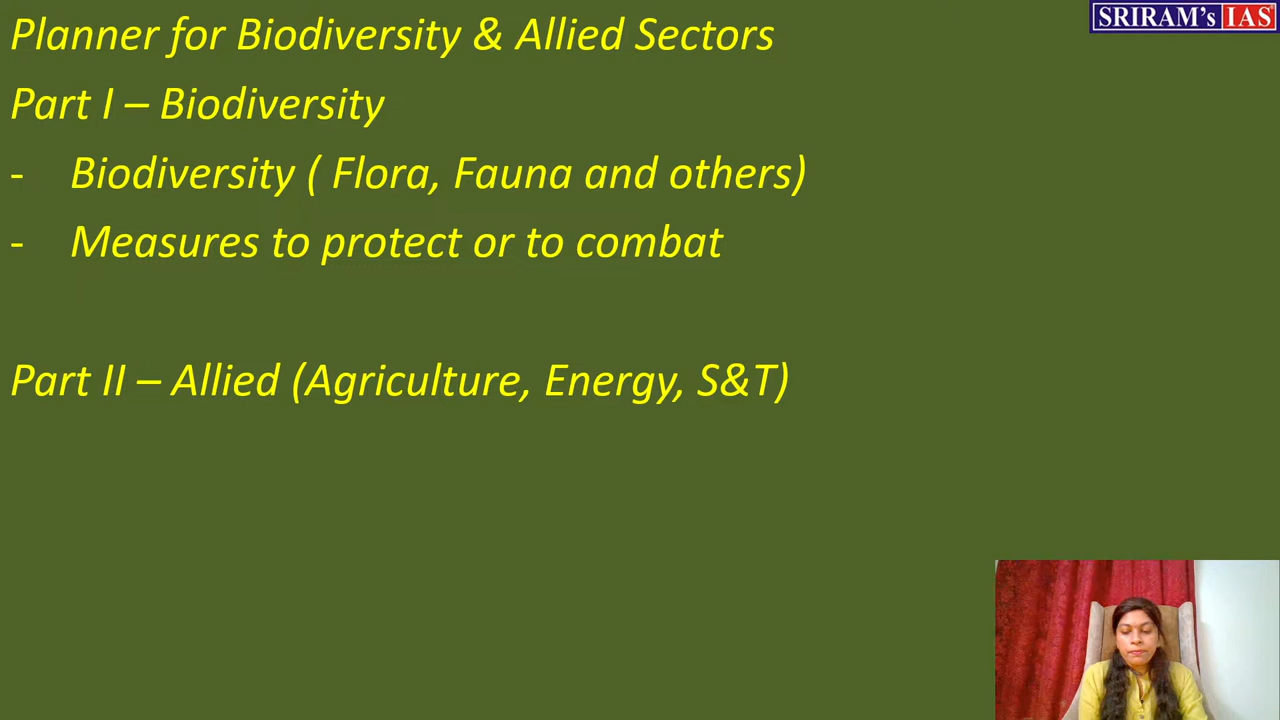 Planner for Biodiversity & Allied Sectors
SRIRAM's IAS
Part I – Biodiversity
- Biodiversity ( Flora, Fauna and others)
- Measures to protect or to combat
Part II – Allied (Agriculture, Energy, S&T)